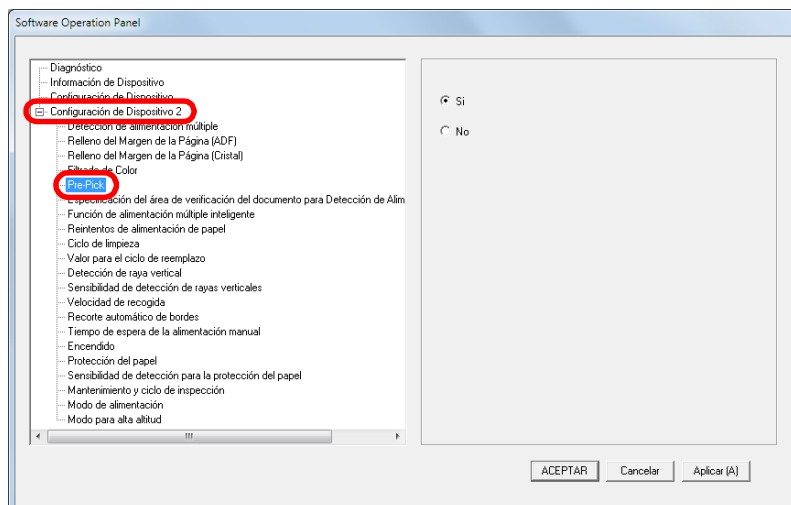 Software Operation Panel
Diagnóstico
Información de Dispositivo
Configuración de Dispositivo
Configuración de Dispositivo 2
Detección de alimentación múltiple
Relleno del Margen de la Página (ADF)
Relleno del Margen de la Página (Cristal)
Filtrado de Color
Pre-Pick
Especificación del área de verificación del documento para Detección de Alim
Función de alimentación múltiple inteligente
Reintentos de alimentación de papel
Ciclo de limpieza
Valor para el ciclo de reemplazo
Detección de raya vertical
Sensibilidad de detección de rayas verticales
Velocidad de recogida
Recorte automático de bordes
Tiempo de espera de la alimentación manual
Encendido
Protección del papel
Sensibilidad de detección para la protección del papel
Mantenimiento y ciclo de inspección
Modo de alimentación
Modo para alta altitud
Si
No
ACEPTAR
Cancelar
Aplicar (A)